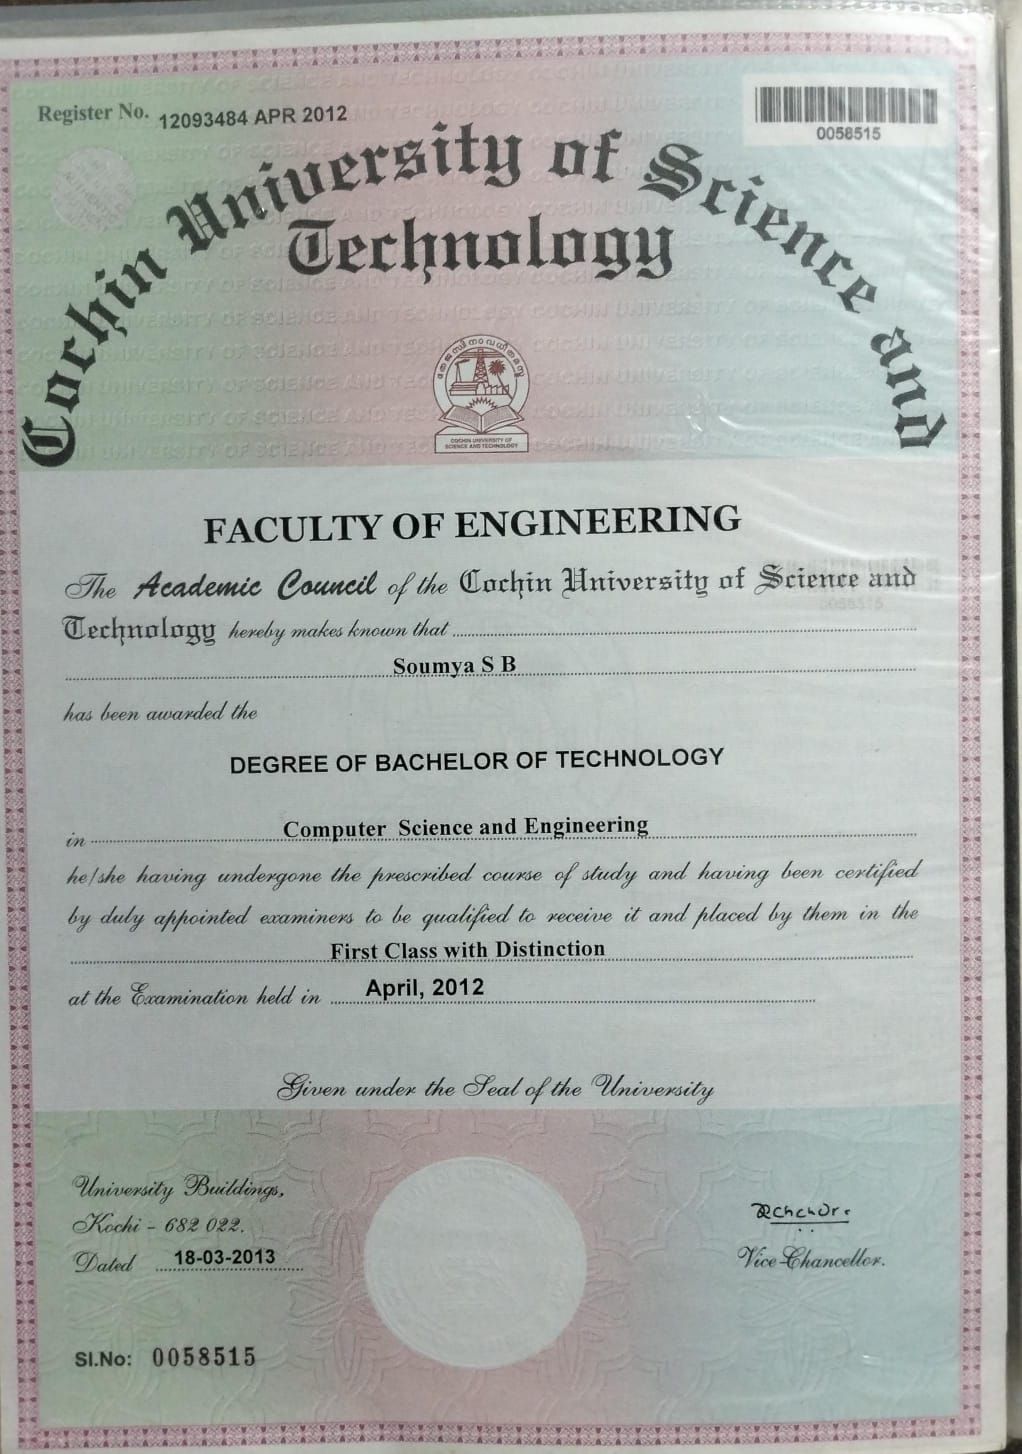 Register No. 12093484 APR 2012
0058515
Cochin University of Science and
Technology
തേജസ്വി നാവധീതമസ്തു
COCHIN UNIVERSITY OF
SCIENCE AND TECHNOLOGY
FACULTY OF ENGINEERING
The Academic Council of the Cochin University of Science and
Technology hereby makes known that
Soumya S B
has been awarded the
DEGREE OF BACHELOR OF TECHNOLOGY
in Computer Science and Engineering
he/she having undergone the prescribed course of study and having been certified
by duly appointed examiners to be qualified to receive it and placed by them in the
First Class with Distinction
at the Examination held in April, 2012
Given under the Seal of the University
University Buildings,
Kochi - 682 022.
Dated 18-03-2013
Vice-Chancellor.
Sl.No: 0058515